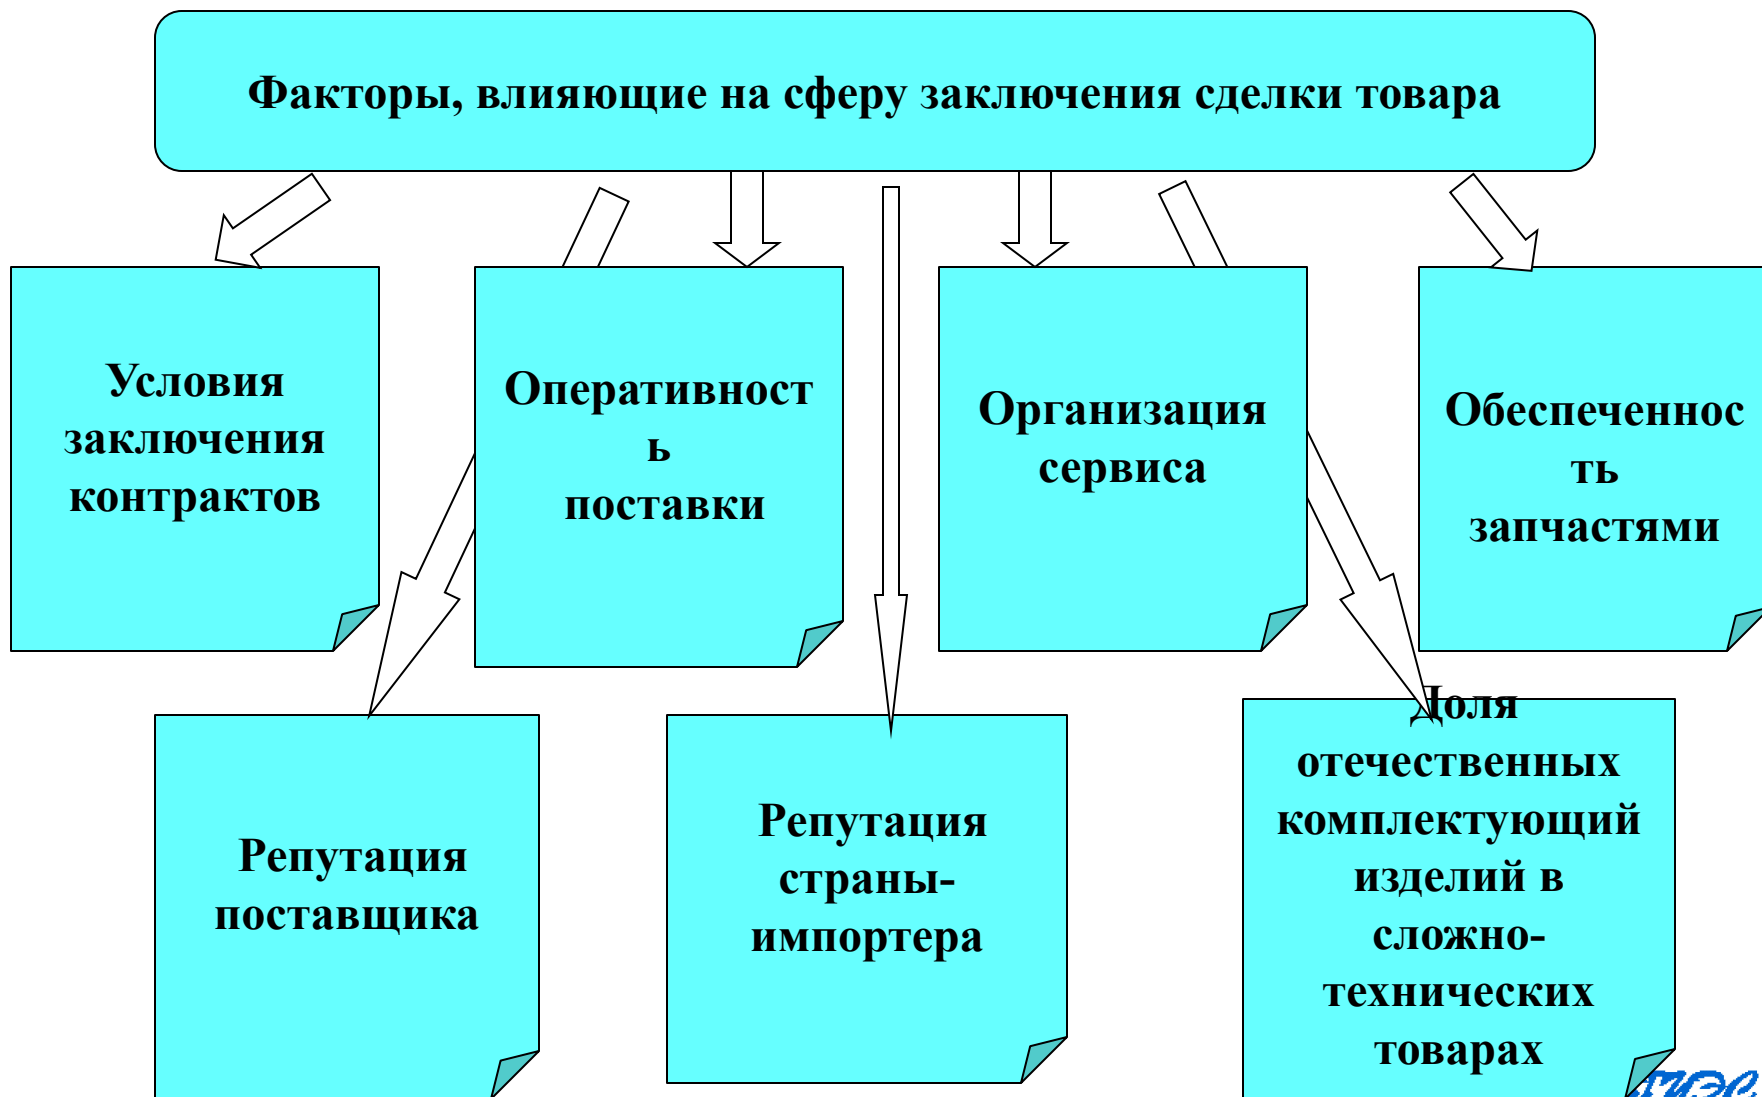 Факторы, влияющие на сферу заключения сделки товара
Условия
заключения
контрактов
Оперативност
ь
поставки
Организация
сервиса
Обеспеченнос
ть
запчастями
Репутация
поставщика
Репутация
страны-
импортера
Доля
отечественных
комплектующий
изделий в
сложно-
технических
товарах